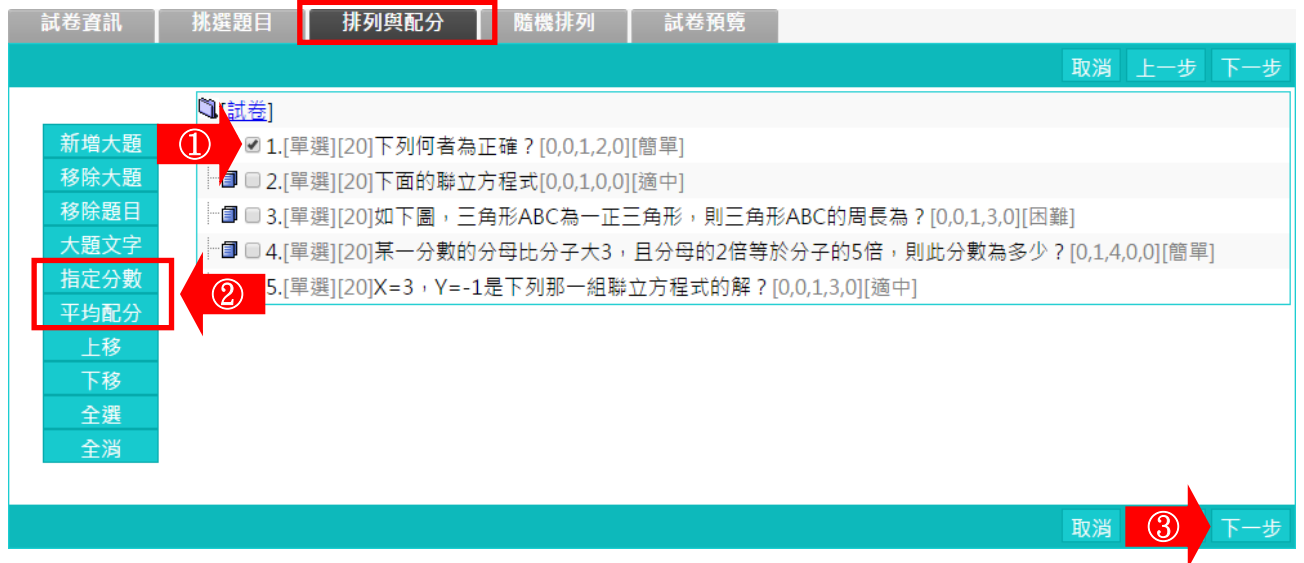 試卷資訊 挑選題目 排列與配分 隨機排列 試卷預覽
取消 上一步 下一步
[試卷]
新增大題 ① 1.[單選][20]下列何者為正確？[0,0,1,2,0][簡單]
移除大題 2.[單選][20]下面的聯立方程式[0,0,1,0,0][適中]
移除題目 3.[單選][20]如下圖，三角形ABC為一正三角形，則三角形ABC的周長為？[0,0,1,3,0][困難]
大題文字 4.[單選][20]某一分數的分母比分子大3，且分母的2倍等於分子的5倍，則此分數為多少？[0,1,4,0,0][簡單]
指定分數 ② 5.[單選][20]X=3，Y=-1是下列那一組聯立方程式的解？[0,0,1,3,0][適中]
平均配分
上移
下移
全選
全消
取消 ③ 下一步